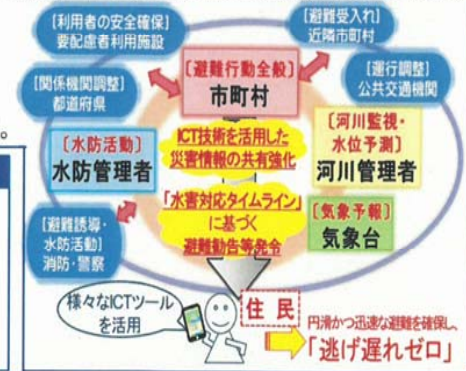 [利用者の安全確保]
要配慮者利用施設
[避難受入れ]
近隣市町村
[関係機関調整]
都道府県
[避難行動全般]
市町村
[運行調整]
公共交通機関
[水防活動]
水防管理者
ICT技術を活用した
災害情報の共有強化
[河川監視・
水位予測]
河川管理者
「水害対応タイムライン」
に基づく
避難勧告等発令
[気象予報]
気象台
[避難誘導・
水防活動]
消防・警察
様々なICTツール
を活用
住民
円滑かつ迅速な避難を確保し、
「逃げ遅れゼロ」
。